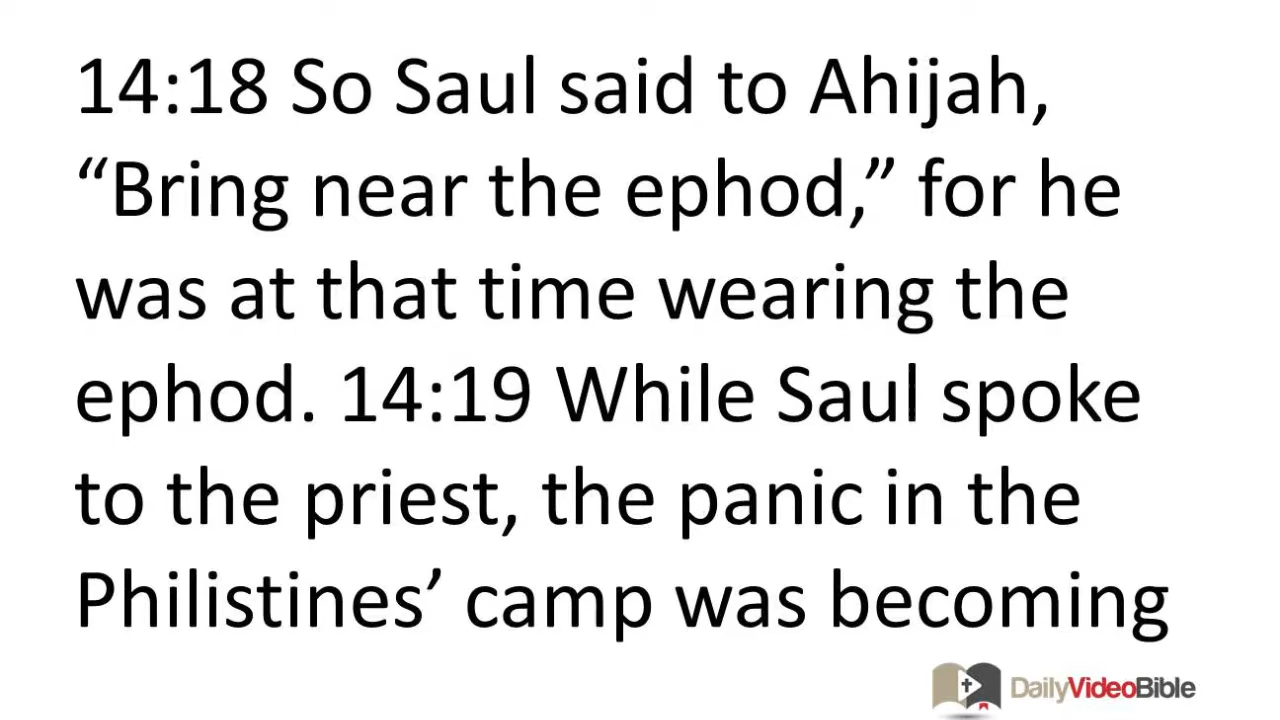 14:18 So Saul said to Ahijah,
“Bring near the ephod,” for he
was at that time wearing the
ephod. 14:19 While Saul spoke
to the priest, the panic in the
Philistines’ camp was becoming
DailyVideoBible